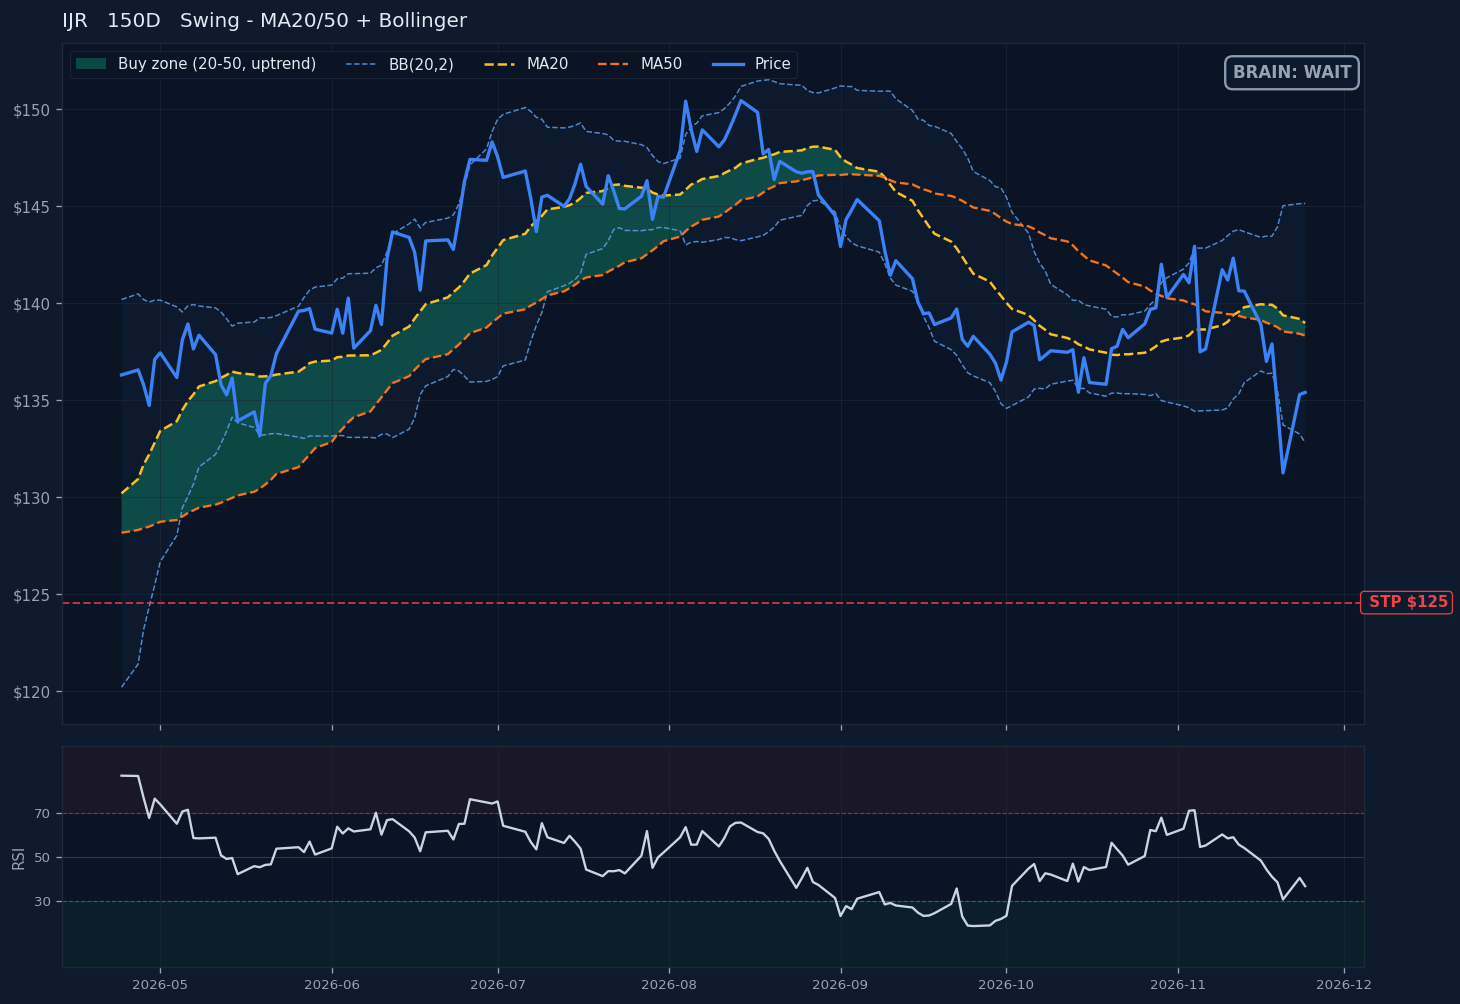 IJR 150D Swing - MA20/50 + Bollinger
Buy zone (20-50, uptrend) BB(20,2) MA20 MA50 Price
BRAIN: WAIT
$150
$145
$140
$135
$130
$125
$120
STP $125
RSI
70
50
30
2026-05 2026-06 2026-07 2026-08 2026-09 2026-10 2026-11 2026-12